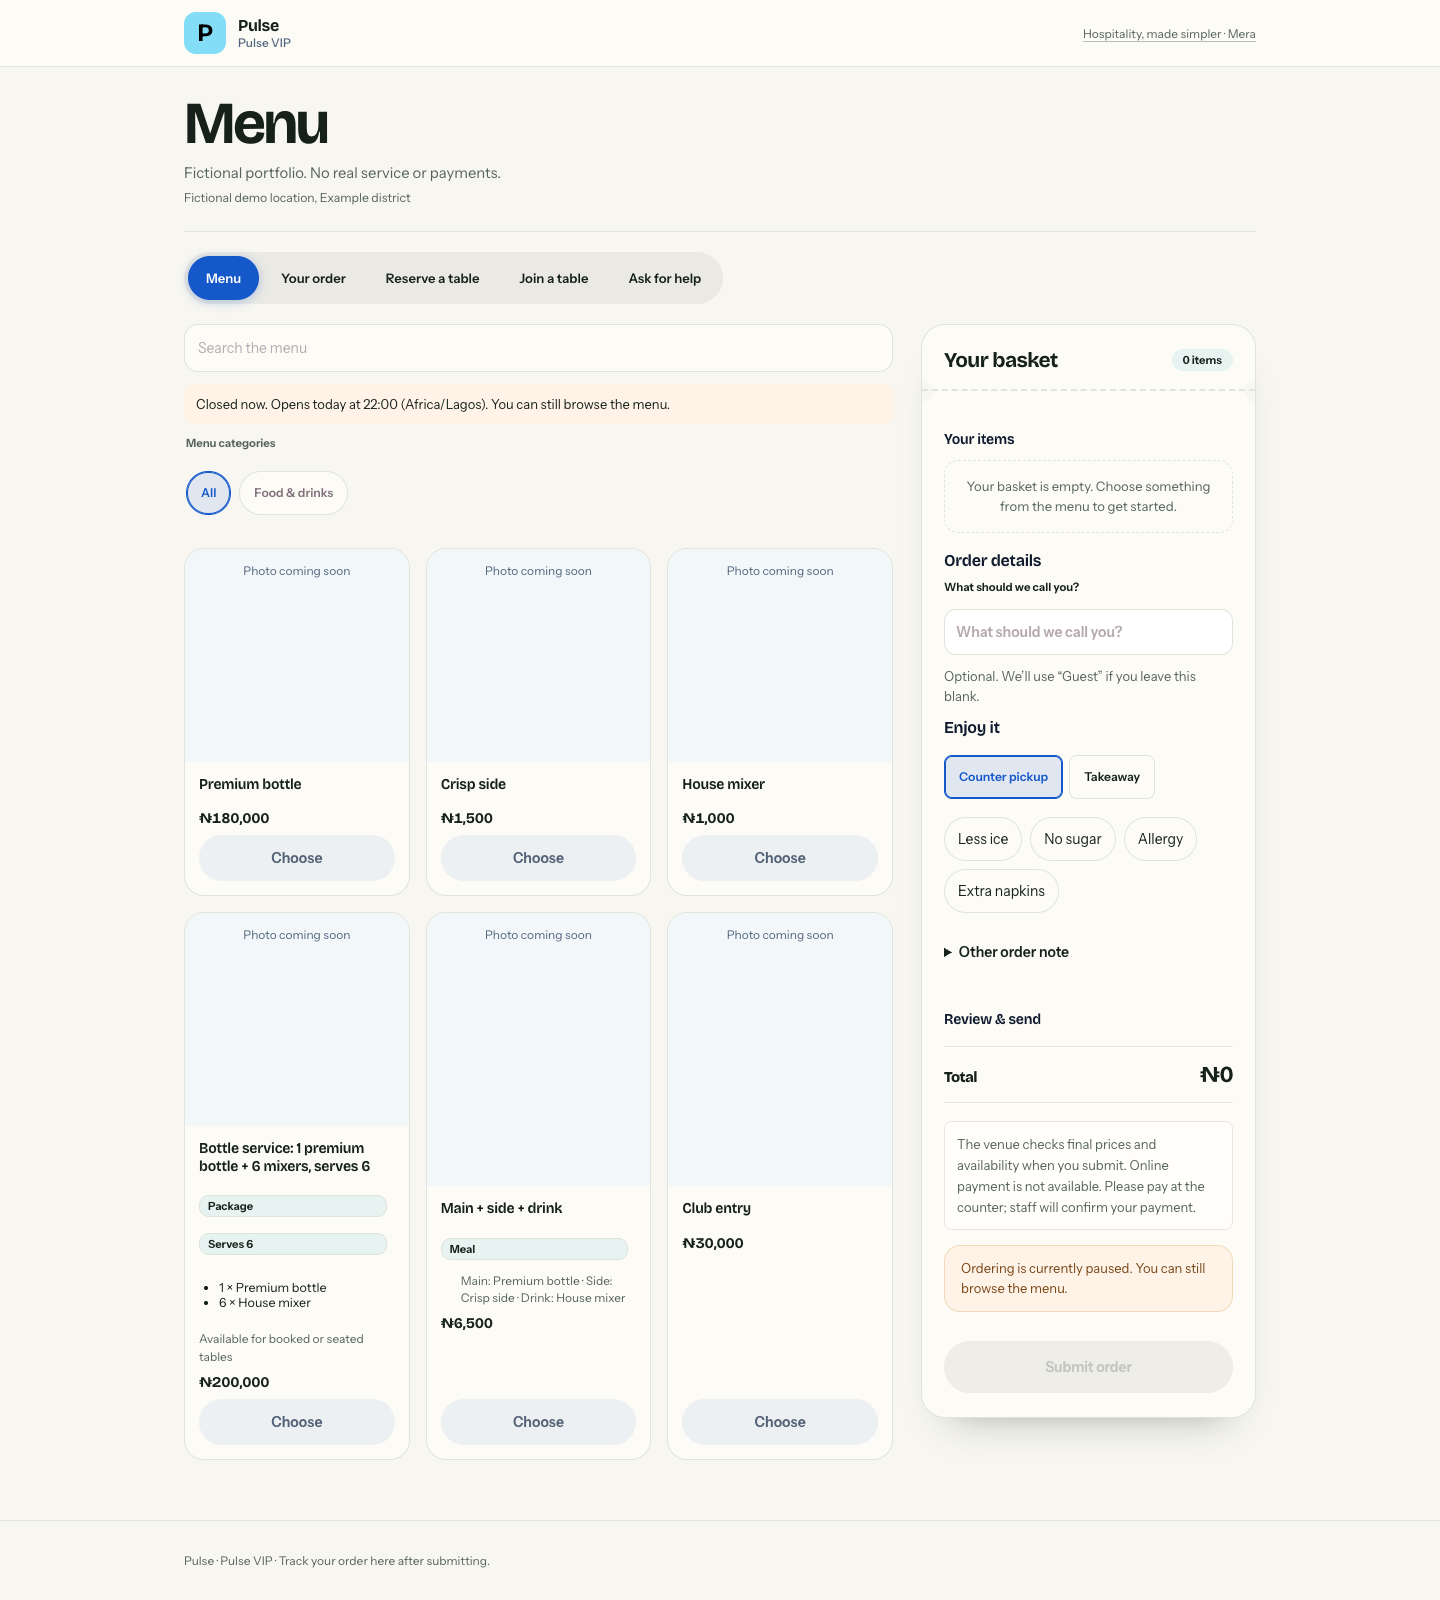 P
Pulse
Pulse VIP
Hospitality, made simpler · Mera
Menu
Fictional portfolio. No real service or payments.
Fictional demo location, Example district
Menu
Your order
Reserve a table
Join a table
Ask for help
Search the menu
Closed now. Opens today at 22:00 (Africa/Lagos). You can still browse the menu.
Menu categories
All
Food & drinks
Photo coming soon
Premium bottle
₦180,000
Choose
Photo coming soon
Crisp side
₦1,500
Choose
Photo coming soon
House mixer
₦1,000
Choose
Photo coming soon
Bottle service: 1 premium
bottle + 6 mixers, serves 6
Package
Serves 6
• 1 × Premium bottle
• 6 × House mixer
Available for booked or seated
tables
₦200,000
Choose
Photo coming soon
Main + side + drink
Meal
Main: Premium bottle · Side:
Crisp side · Drink: House mixer
₦6,500
Choose
Photo coming soon
Club entry
₦30,000
Choose
Your basket
0 items
Your items
Your basket is empty. Choose something
from the menu to get started.
Order details
What should we call you?
What should we call you?
Optional. We’ll use “Guest” if you leave this
blank.
Enjoy it
Counter pickup
Takeaway
Less ice
No sugar
Allergy
Extra napkins
▶ Other order note
Review & send
Total
₦0
The venue checks final prices and
availability when you submit. Online
payment is not available. Please pay at the
counter; staff will confirm your payment.
Ordering is currently paused. You can still
browse the menu.
Submit order
Pulse · Pulse VIP · Track your order here after submitting.